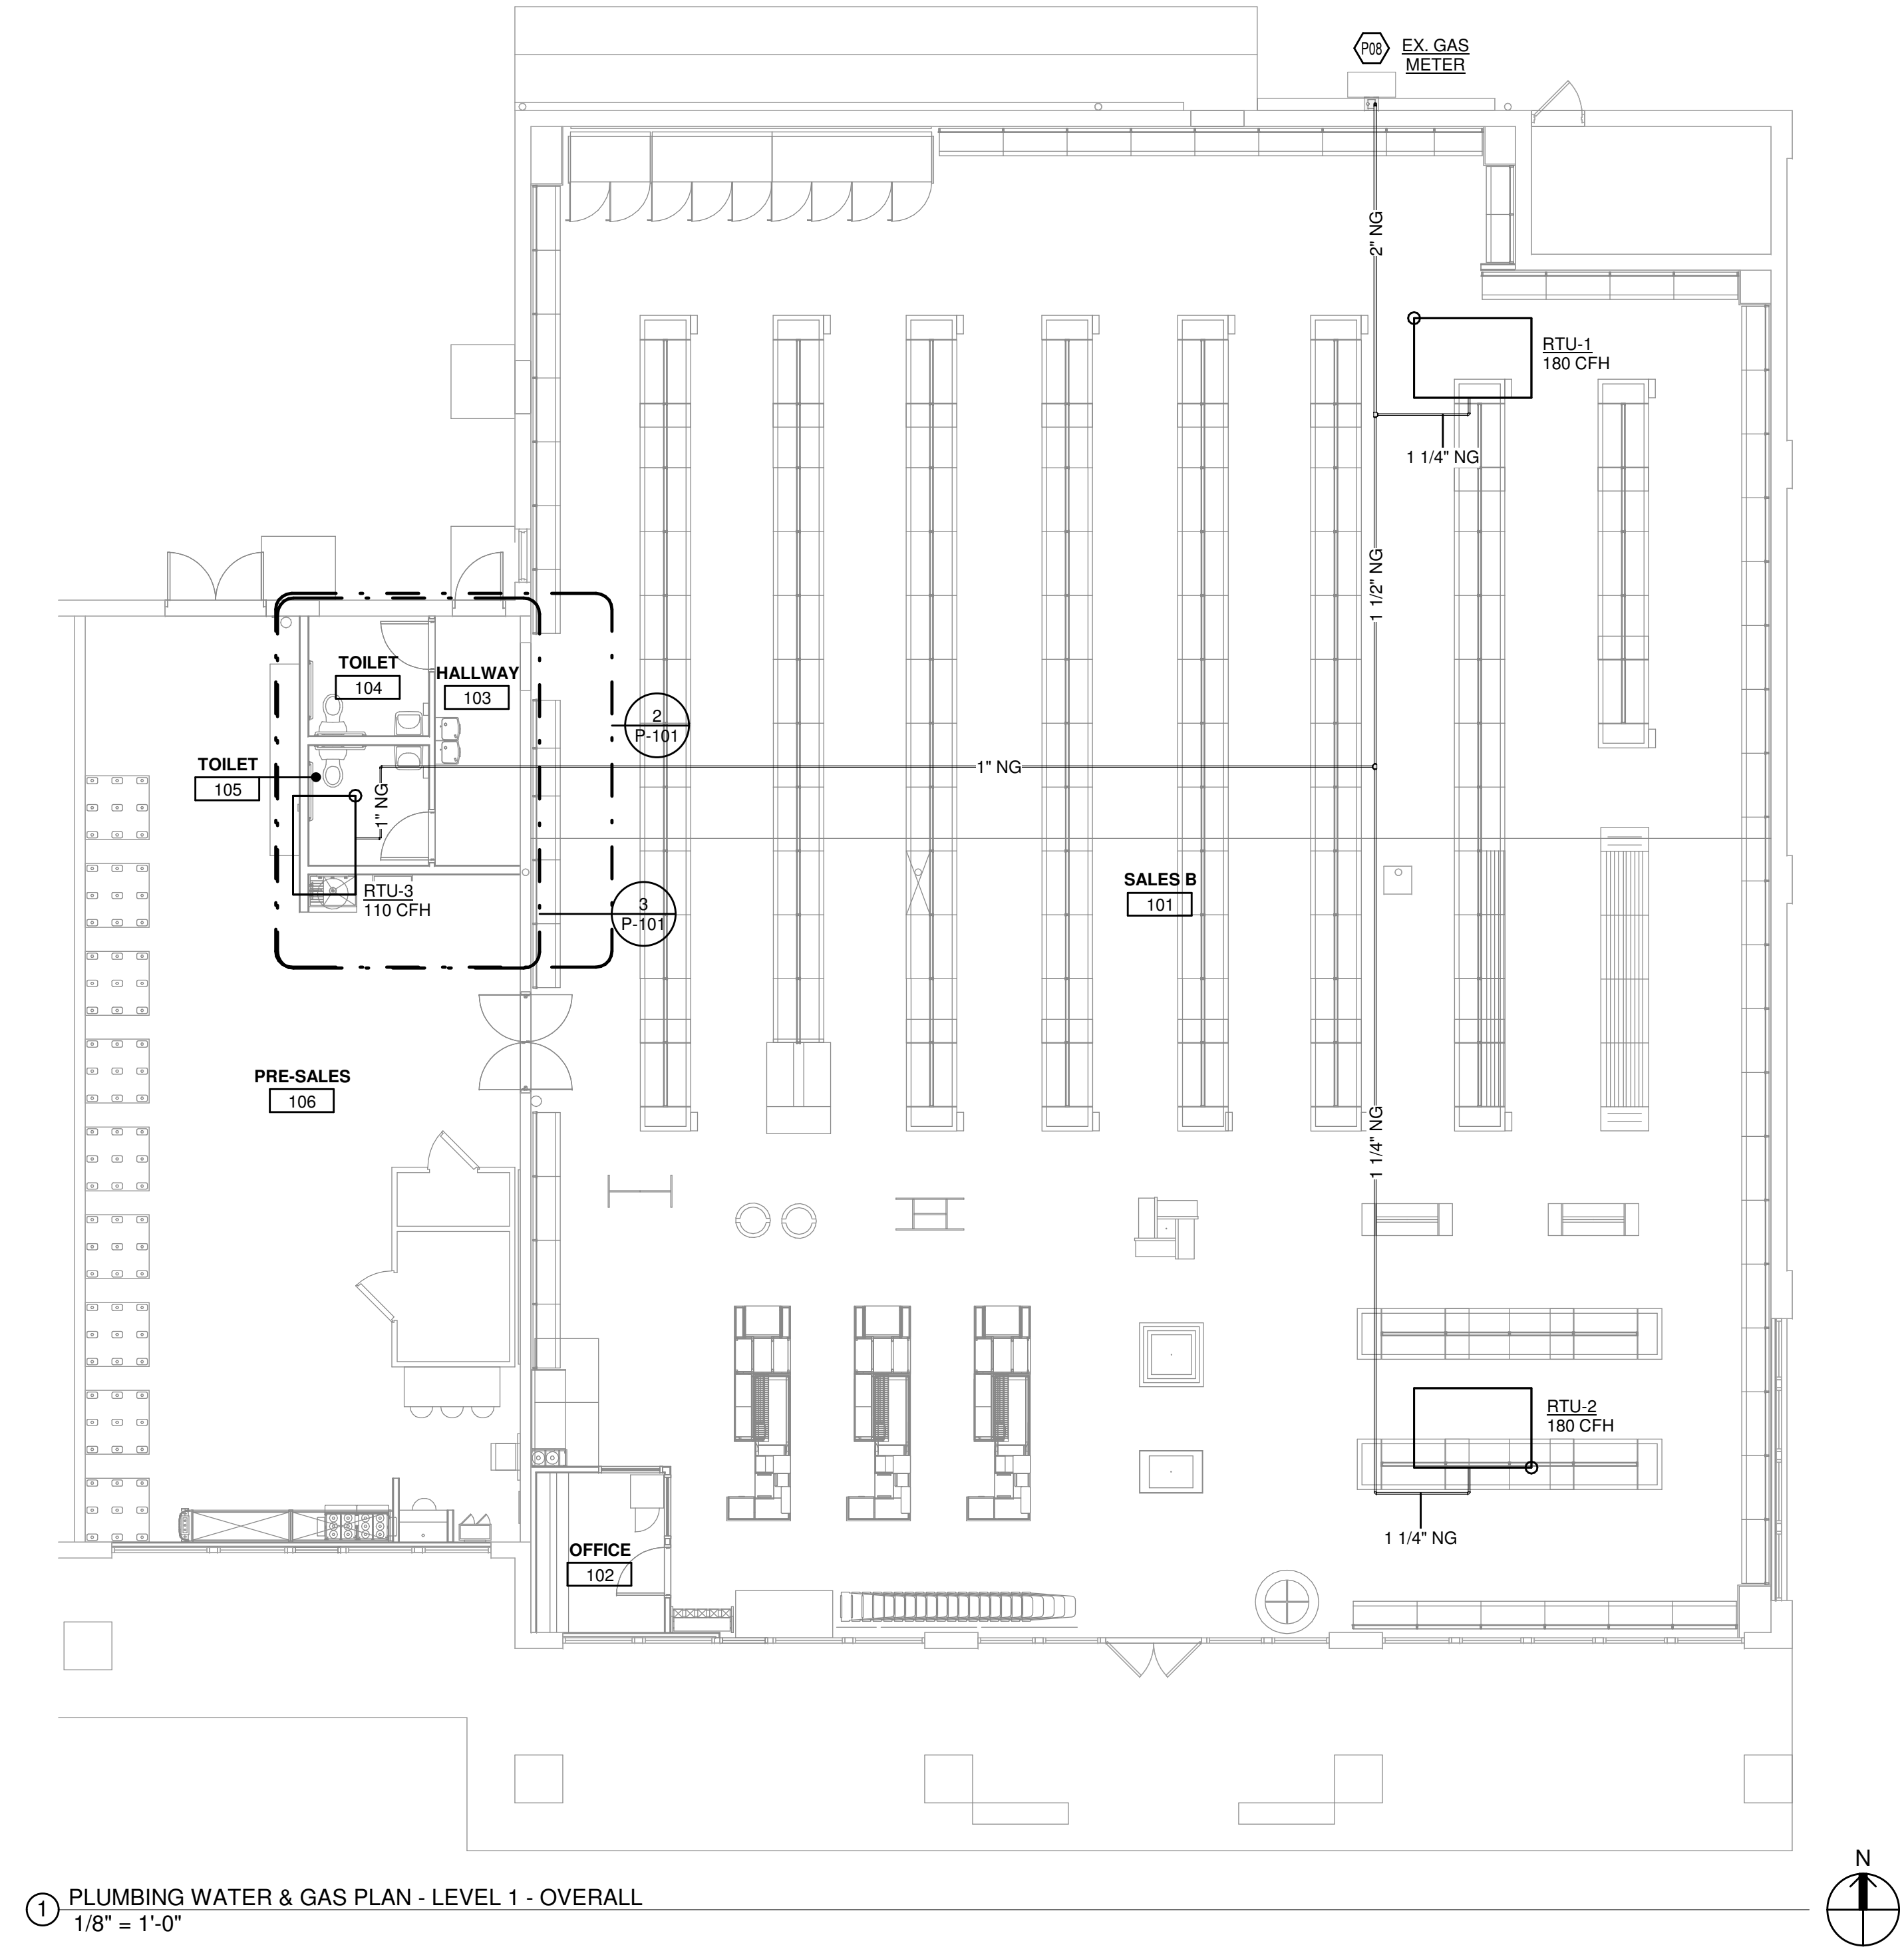 P08
EX. GAS
METER
2" NG
RTU-1
180 CFH
1 1/4" NG
1 1/2" NG
TOILET
104
HALLWAY
103
2
P-101
TOILET
105
1" NG
1" NG
RTU-3
110 CFH
3
P-101
SALES B
101
PRE-SALES
106
1 1/4" NG
RTU-2
180 CFH
1 1/4" NG
OFFICE
102
N
1
PLUMBING WATER & GAS PLAN - LEVEL 1 - OVERALL
1/8" = 1'-0"